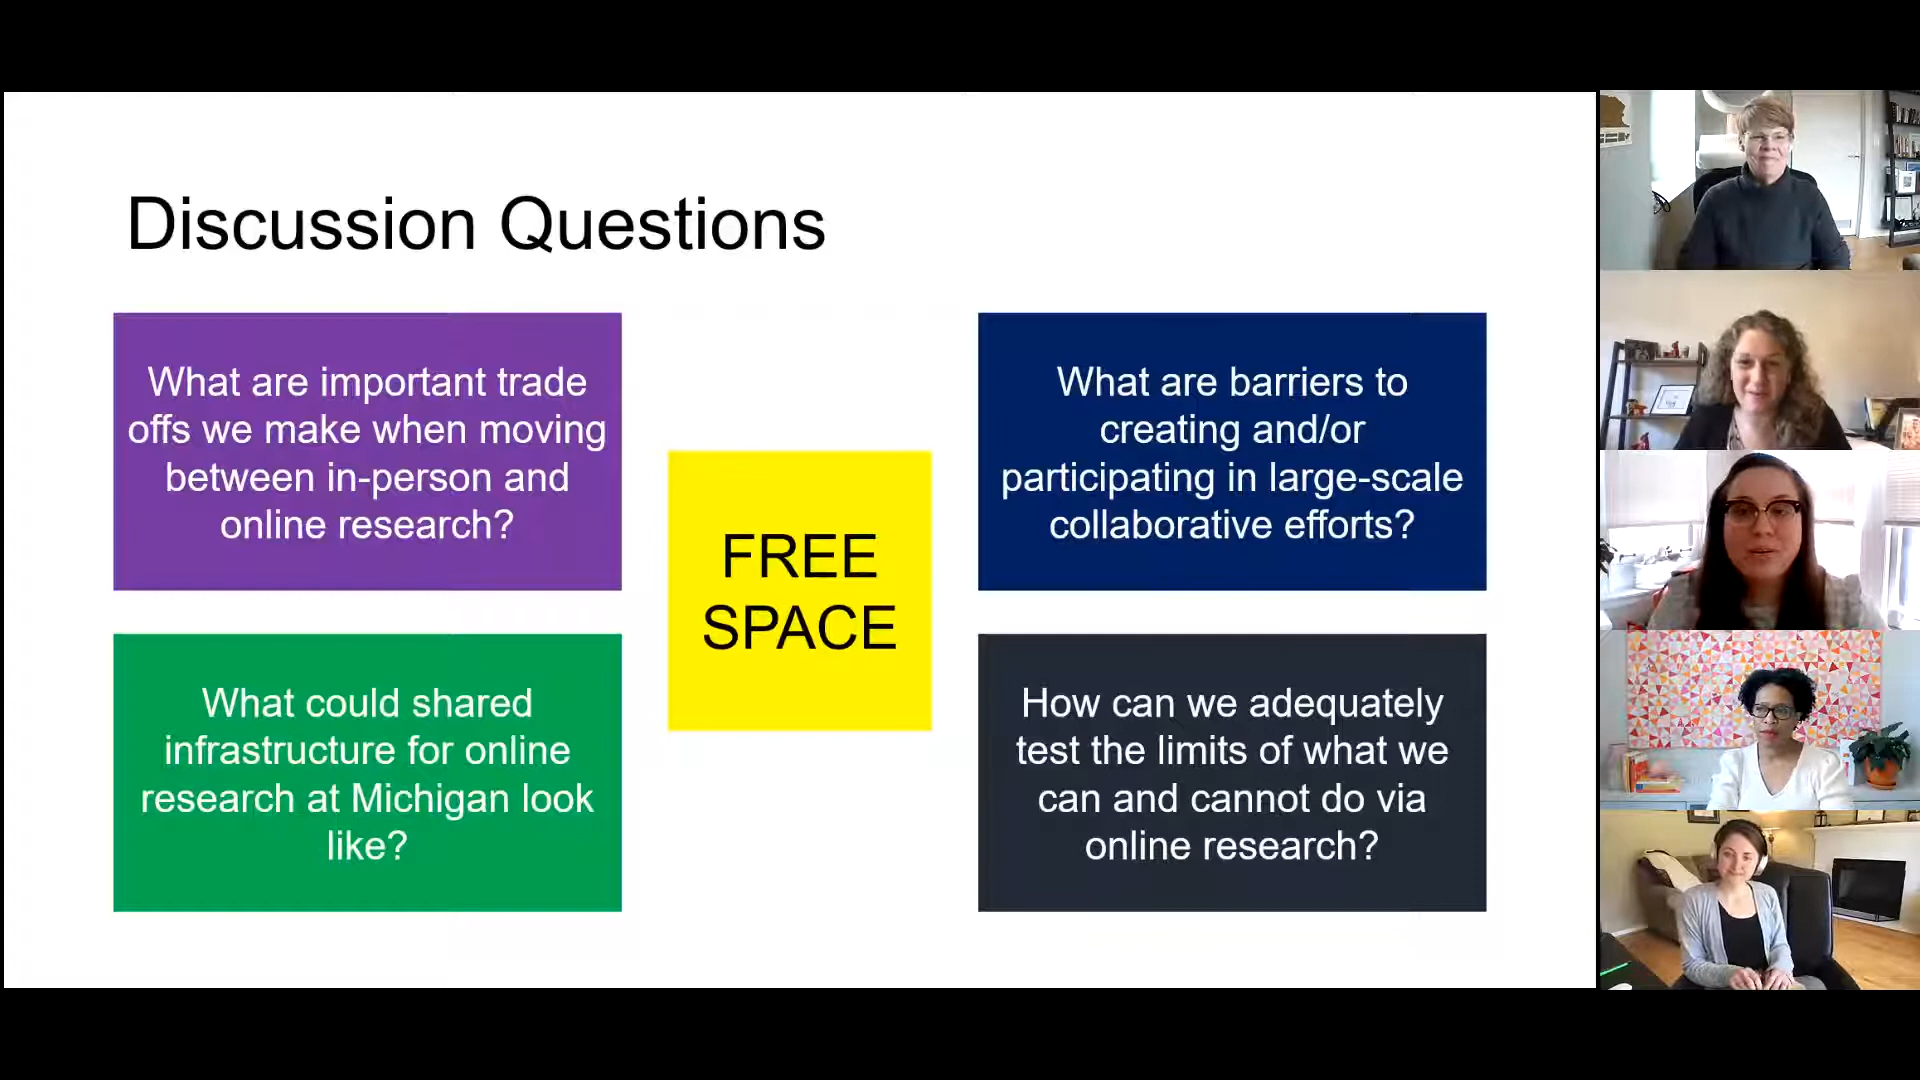 Discussion Questions
What are important trade
offs we make when moving
between in-person and
online research?
What are barriers to
creating and/or
participating in large-scale
collaborative efforts?
FREE
SPACE
What could shared
infrastructure for online
research at Michigan look
like?
How can we adequately
test the limits of what we
can and cannot do via
online research?